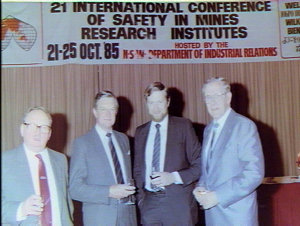 21 INTERNATIONAL CONFERENCE
OF SAFETY IN MINES
RESEARCH INSTITUTES
21-25 OCT. 85
HOSTED BY THE
N·S·W· DEPARTMENT OF INDUSTRIAL RELATIONS
WEL